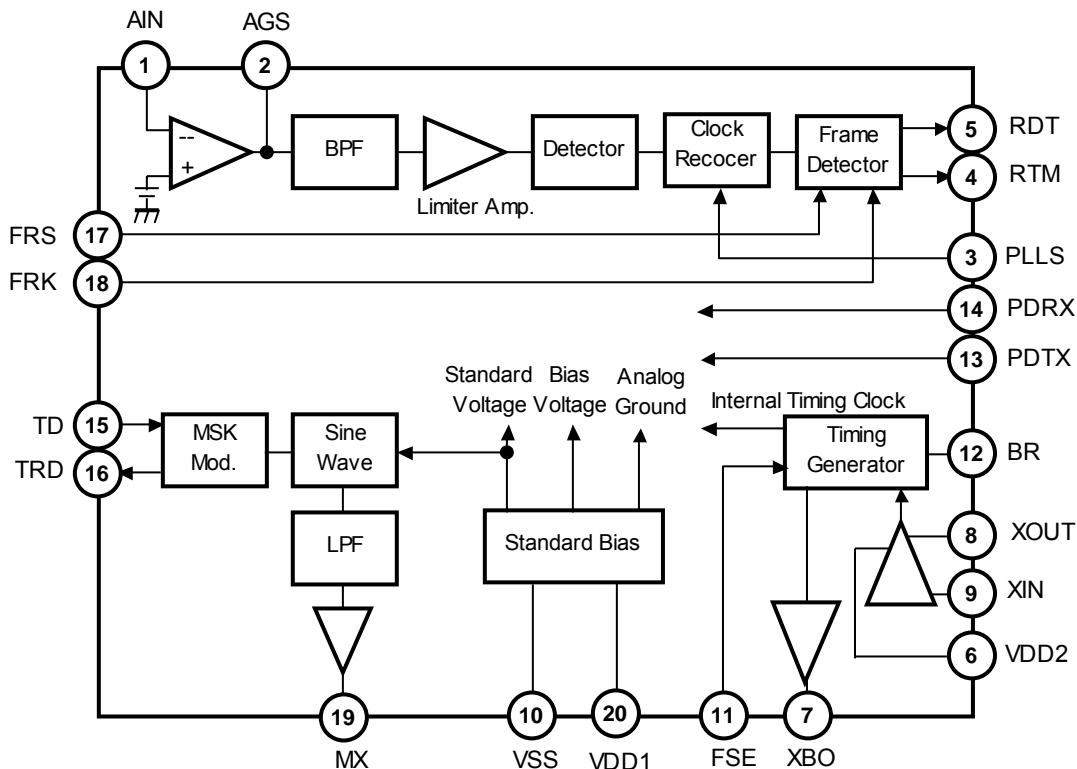 AIN
AGS
1
2
--
+
BPF
Limiter Amp.
Detector
Clock
Recocer
Frame
Detector
5
RDT
4
RTM
FRS
17
FRK
18
3
PLLS
14
PDRX
13
PDTX
Standard
Voltage
Bias
Voltage
Analog
Ground
Internal Timing Clock
TD
15
TRD
16
MSK
Mod.
Sine
Wave
Timing
Generator
12
BR
LPF
Standard Bias
8
XOUT
9
XIN
6
VDD2
19
10
20
11
7
MX
VSS
VDD1
FSE
XBO